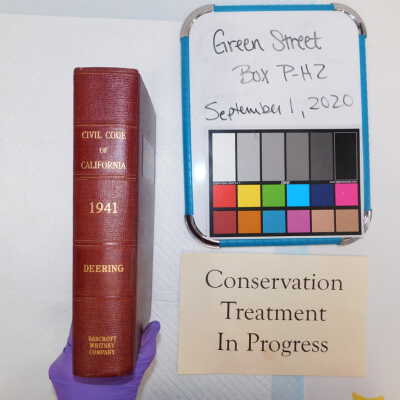 CIVIL CODE
OF
CALIFORNIA
1941
DEERING
BANCROFT
WHITNEY
COMPANY
Green Street
Box P-H2
September 1, 2020
Conservation
Treatment
In Progress